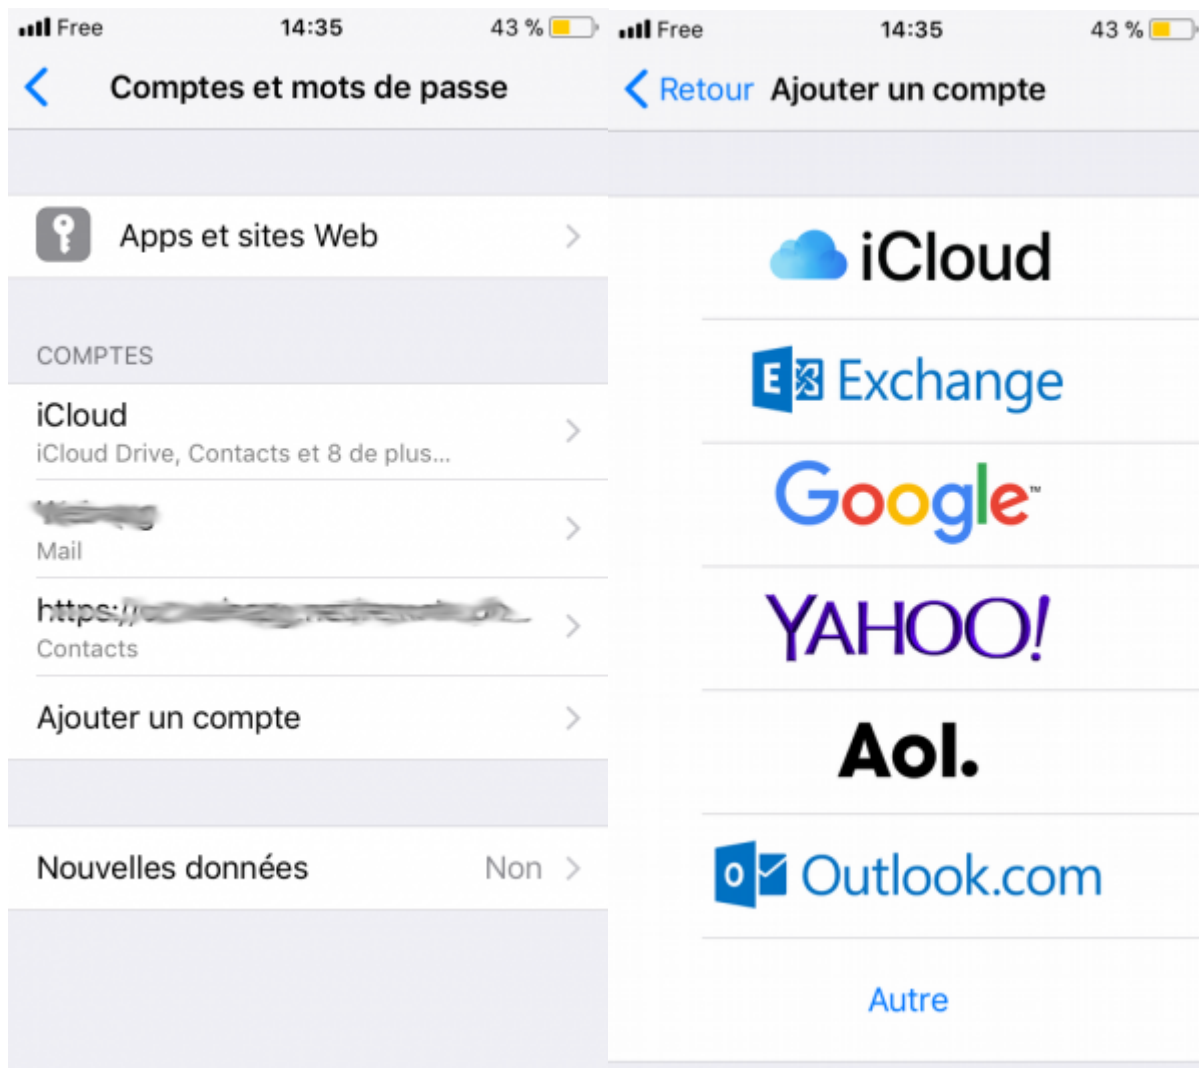 Free 14:35 43 %
Comptes et mots de passe
Apps et sites Web
COMPTES
iCloud
iCloud Drive, Contacts et 8 de plus...
Mail
https://
Contacts
Ajouter un compte
Nouvelles données Non
Free 14:35 43 %
Retour Ajouter un compte
iCloud
E Exchange
Google™
YAHOO!
Aol.
o Outlook.com
Autre